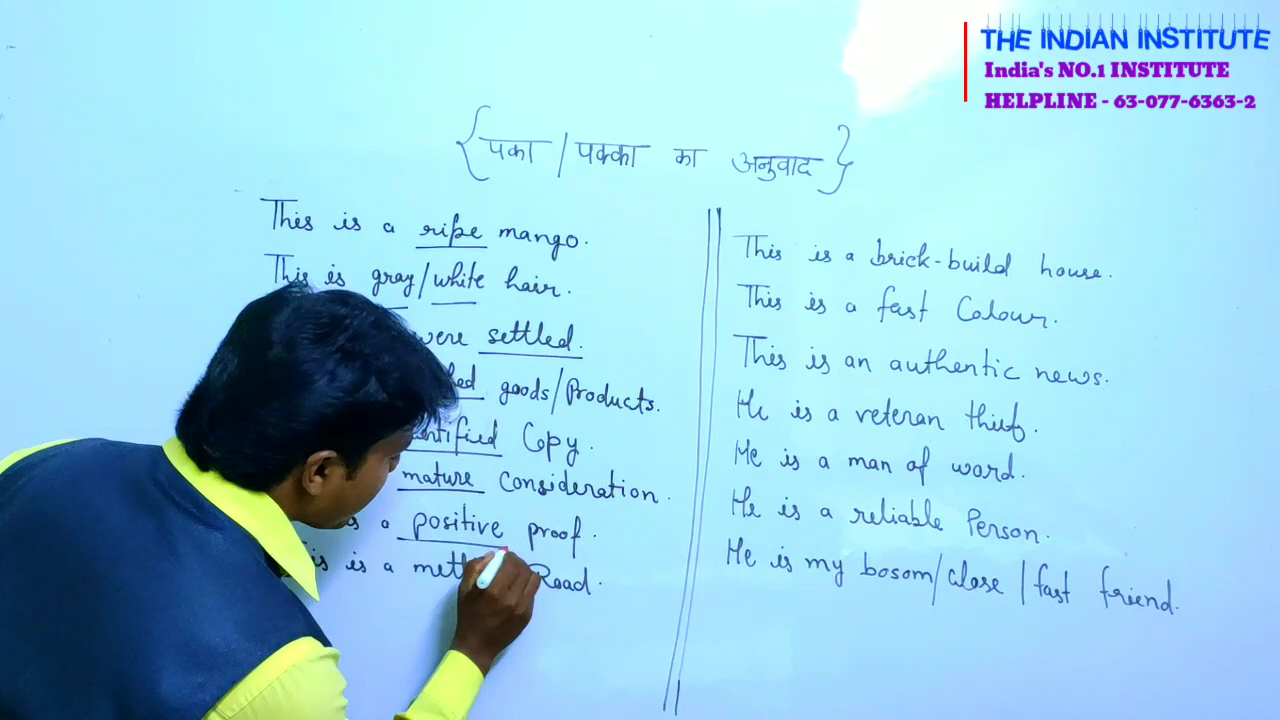 THE INDIAN INSTITUTE
India's NO.1 INSTITUTE
HELPLINE - 63-077-6363-2
{पका / पक्का का अनुवाद}
This is a ripe mango.
This is gray/white hair.
were settled.
goods/Products.
Copy.
mature consideration.
a positive proof.
is a Road.
This is a brick-build house.
This is a fast Colour.
This is an authentic news.
He is a veteran thief.
He is a man of word.
He is a reliable Person.
He is my bosom/close/fast friend.